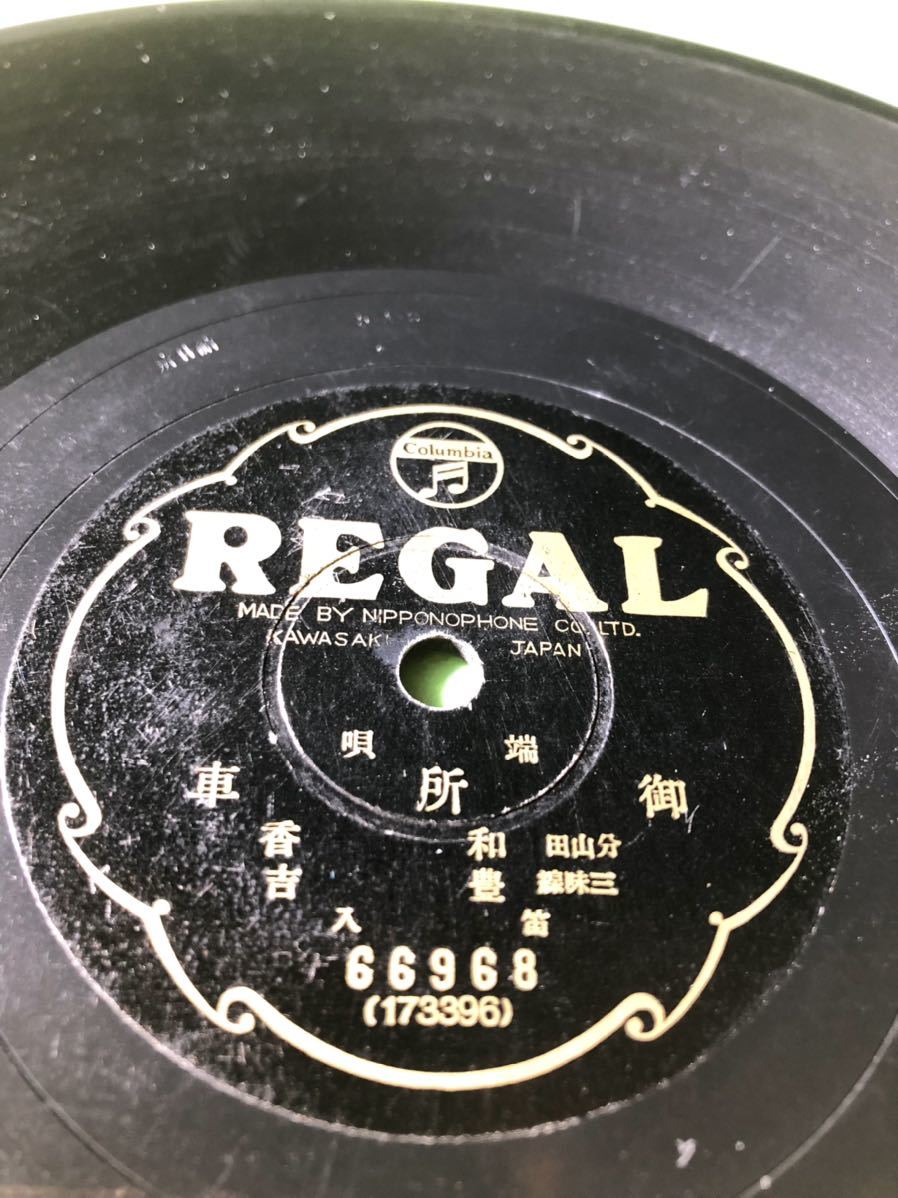 Columbia
REGAL
MADE BY NIPPONOPHONE CO. LTD.
KAWASAKI JAPAN
端唄
御所車
分山田 和香
三味線 豊吉
笛入
66968
(173396)